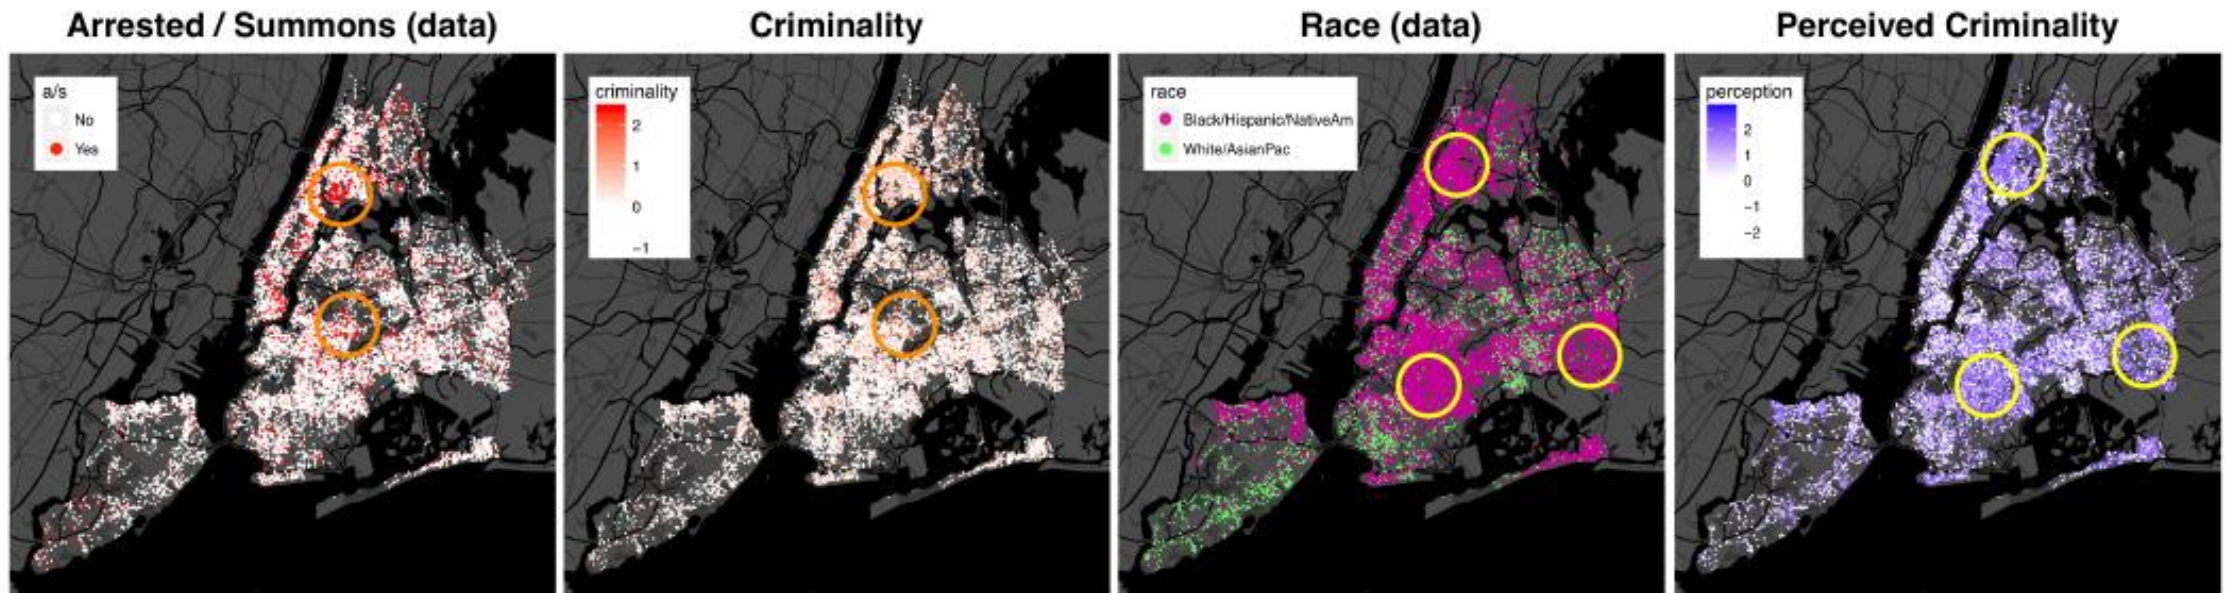 Arrested / Summons (data)
a/s
No
Yes
Criminality
criminality
2
1
0
−1
Race (data)
race
Black/Hispanic/NativeAm
White/AsianPac
Perceived Criminality
perception
2
1
0
−1
−2